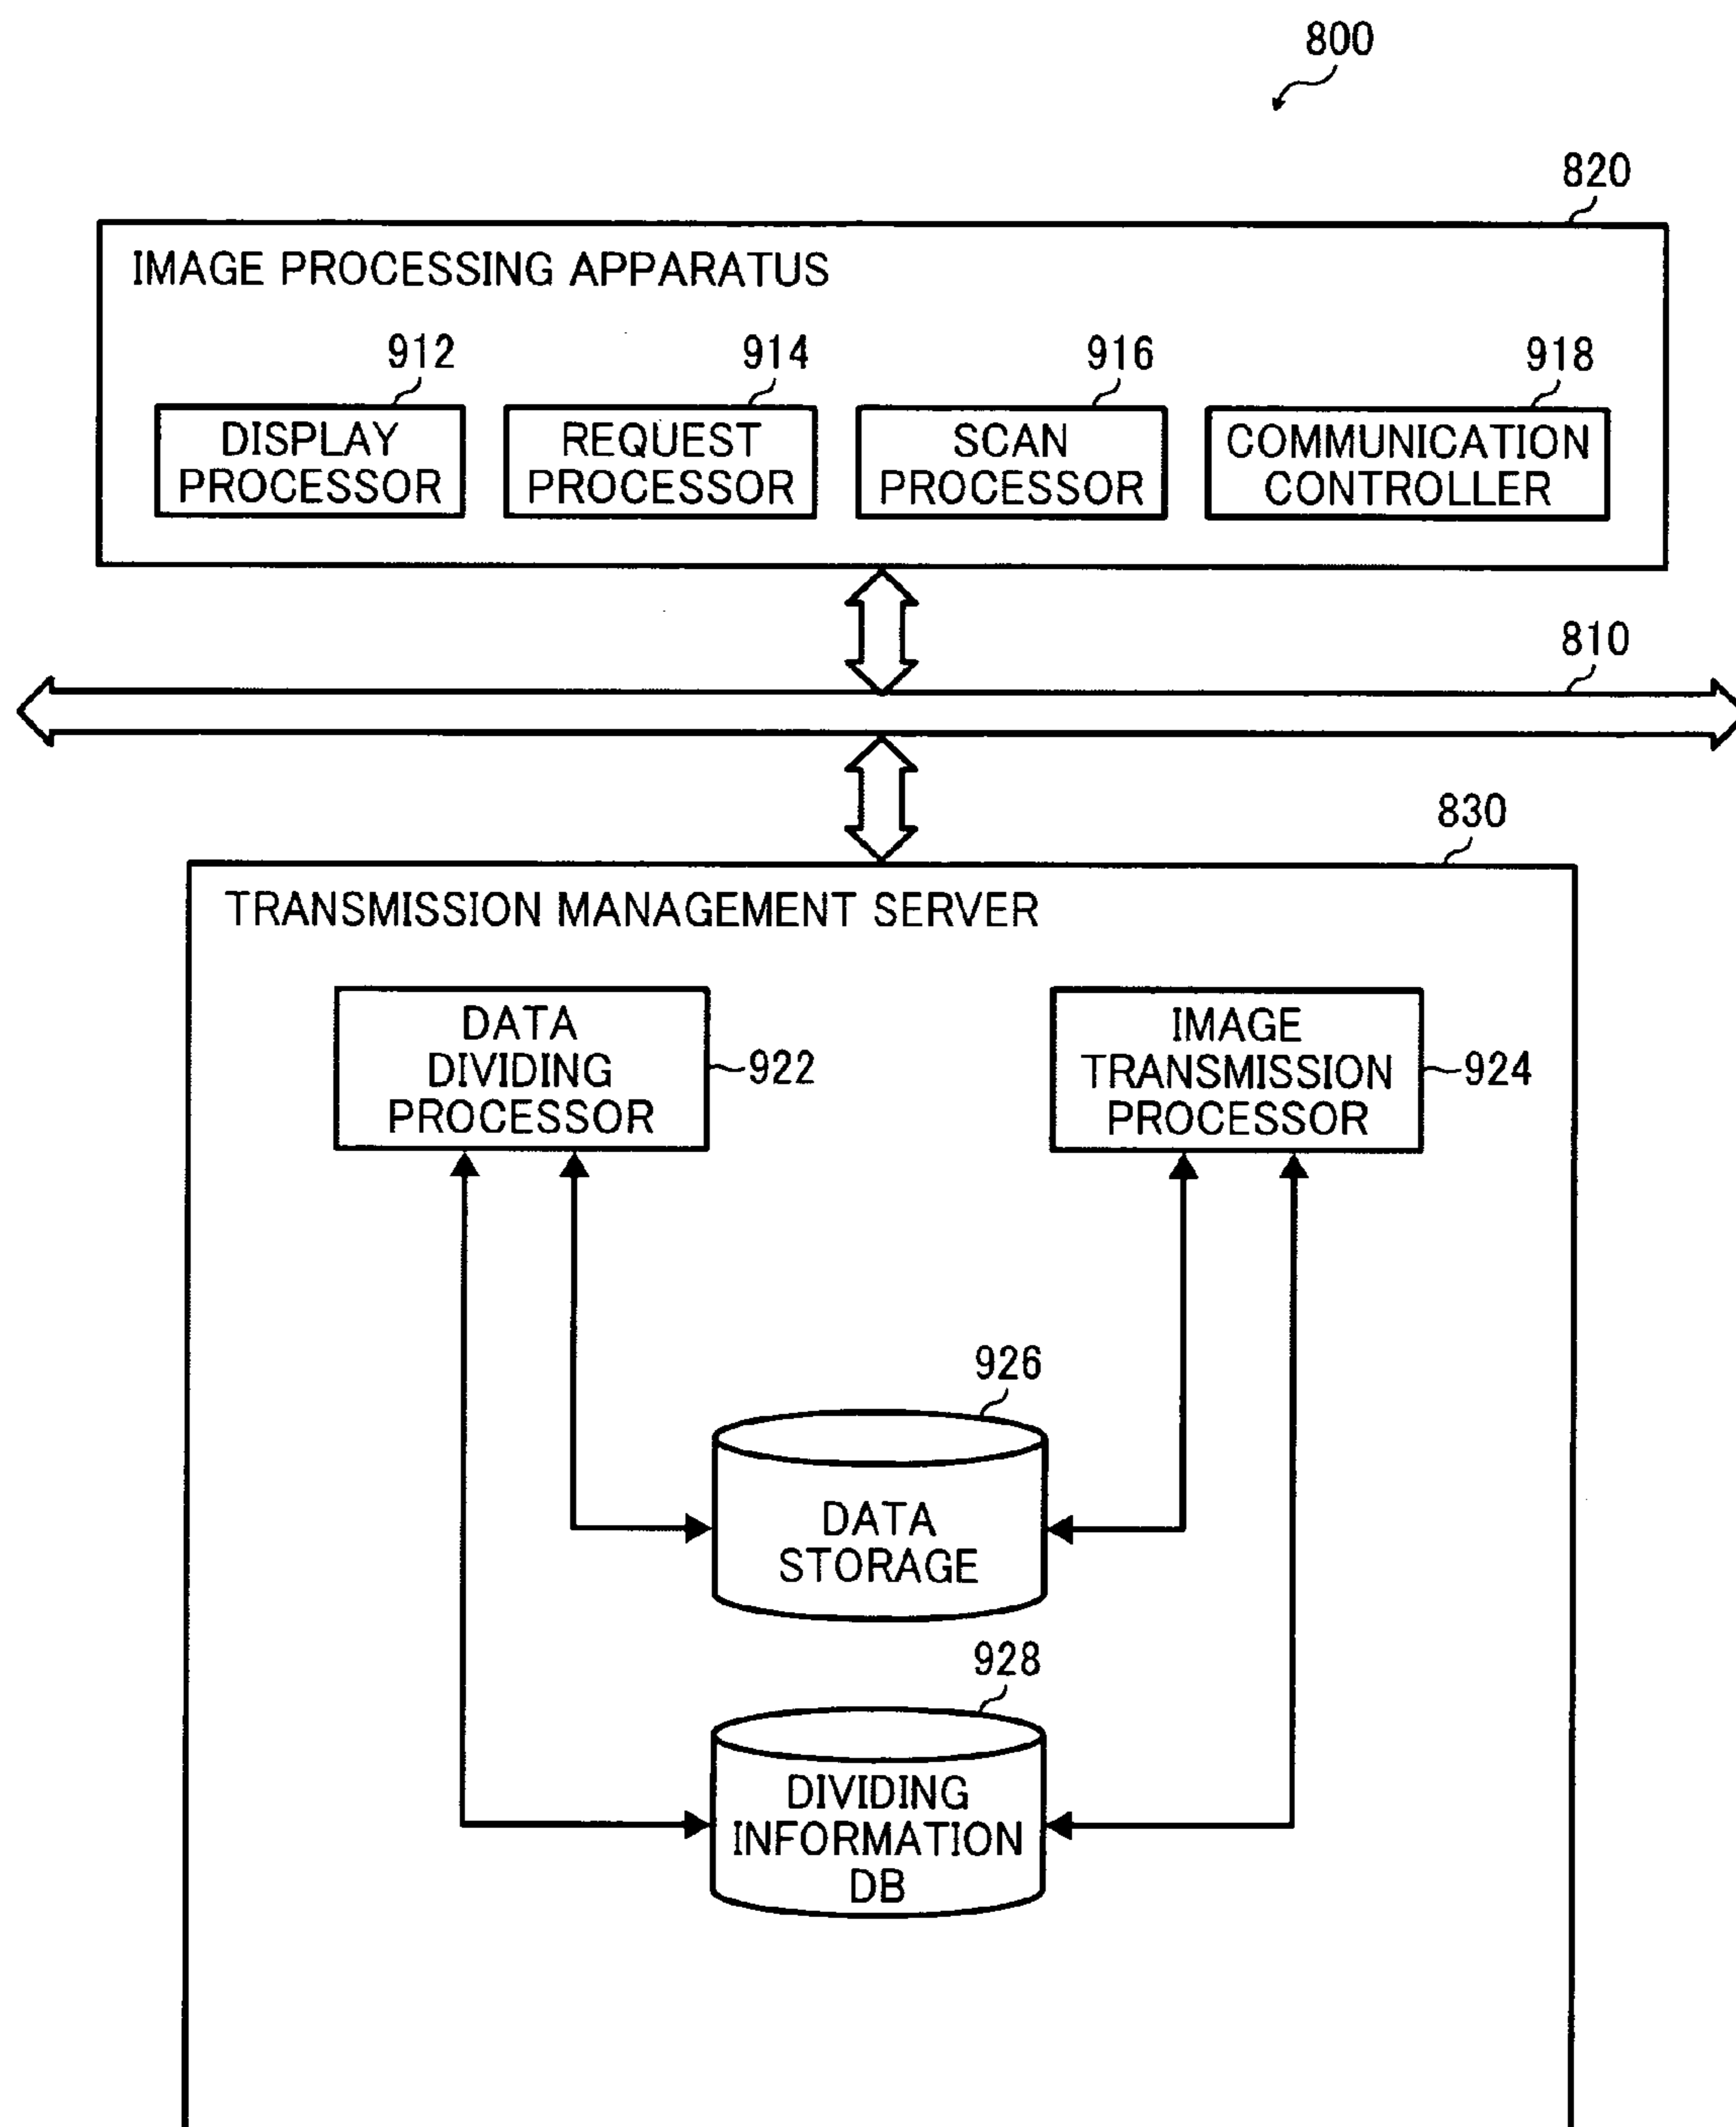 800
820
IMAGE PROCESSING APPARATUS
912
914
916
918
DISPLAY
PROCESSOR
REQUEST
PROCESSOR
SCAN
PROCESSOR
COMMUNICATION
CONTROLLER
810
830
TRANSMISSION MANAGEMENT SERVER
DATA
DIVIDING
PROCESSOR
922
IMAGE
TRANSMISSION
PROCESSOR
924
926
DATA
STORAGE
928
DIVIDING
INFORMATION
DB